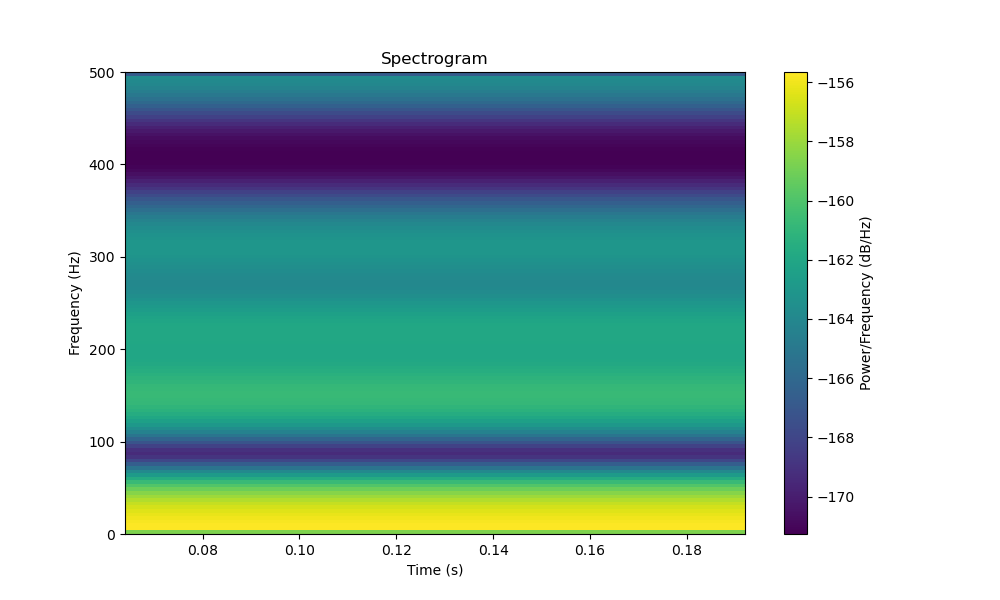 Spectrogram
500
400
300
200
100
0
Frequency (Hz)
0.08 0.10 0.12 0.14 0.16 0.18
Time (s)
−156
−158
−160
−162
−164
−166
−168
−170
Power/Frequency (dB/Hz)